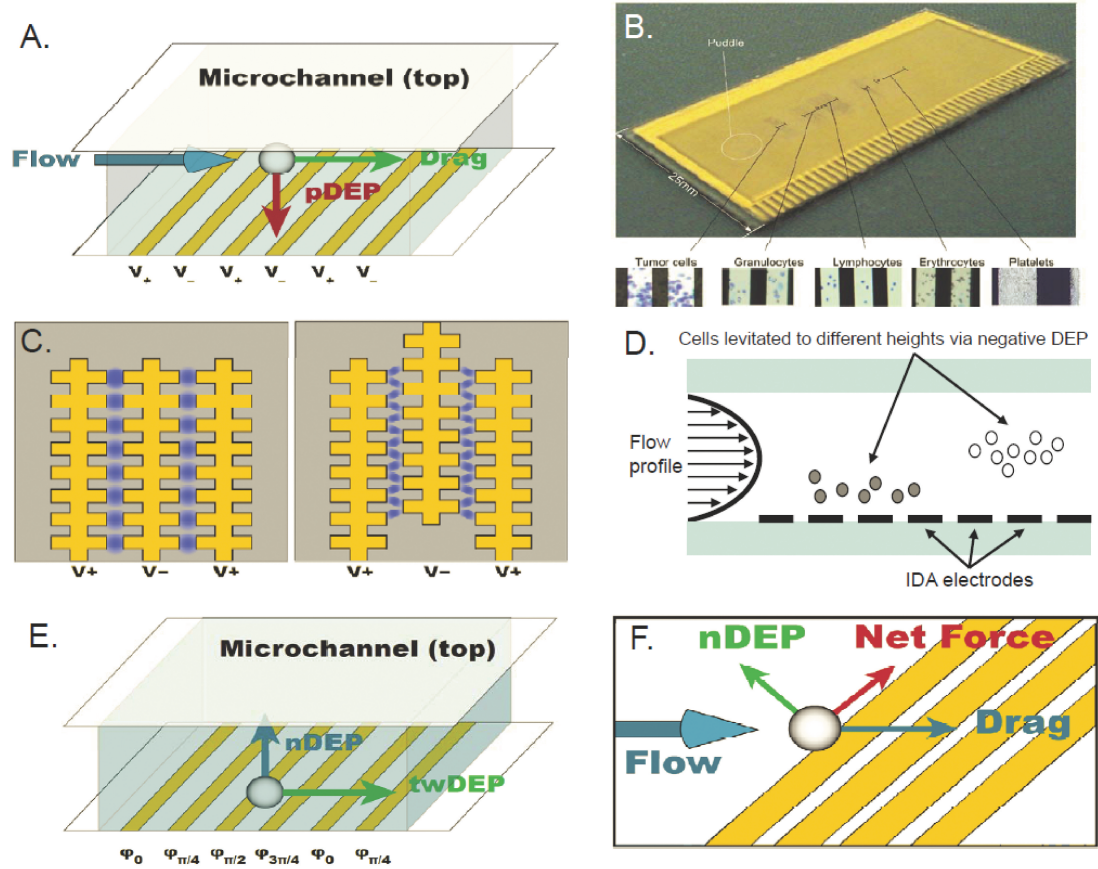 A.
Microchannel (top)
Flow
Drag
pDEP
V+ V- V+ V- V+ V-
B.
Puddle
25mm
Tumor cells Granulocytes Lymphocytes Erythrocytes Platelets
C.
V+ V- V+
V+ V- V+
D.
Cells levitated to different heights via negative DEP
Flow
profile
IDA electrodes
E.
Microchannel (top)
nDEP
twDEP
φ0 φπ/4 φπ/2 φ3π/4 φ0 φπ/4
F.
nDEP Net Force
Drag
Flow